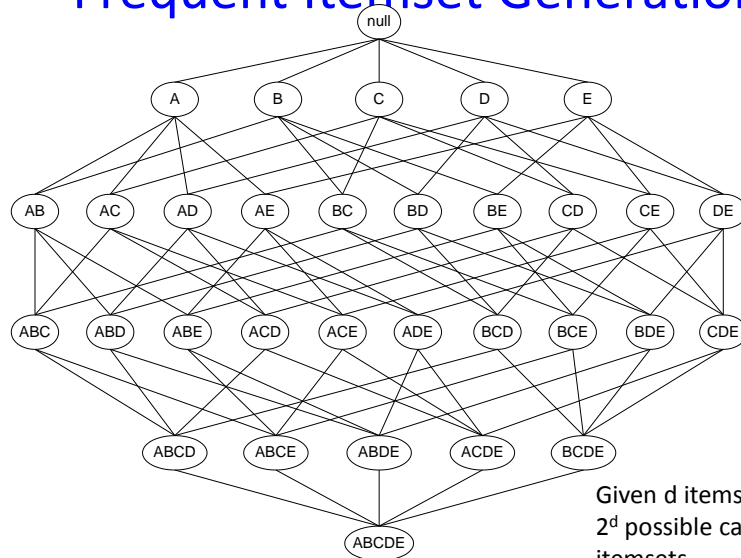 Frequent Itemset Generation
null
A B C D E
AB AC AD AE BC BD BE CD CE DE
ABC ABD ABE ACD ACE ADE BCD BCE BDE CDE
ABCD ABCE ABDE ACDE BCDE
Given d items
2ᵈ possible ca
itemsets
ABCDE